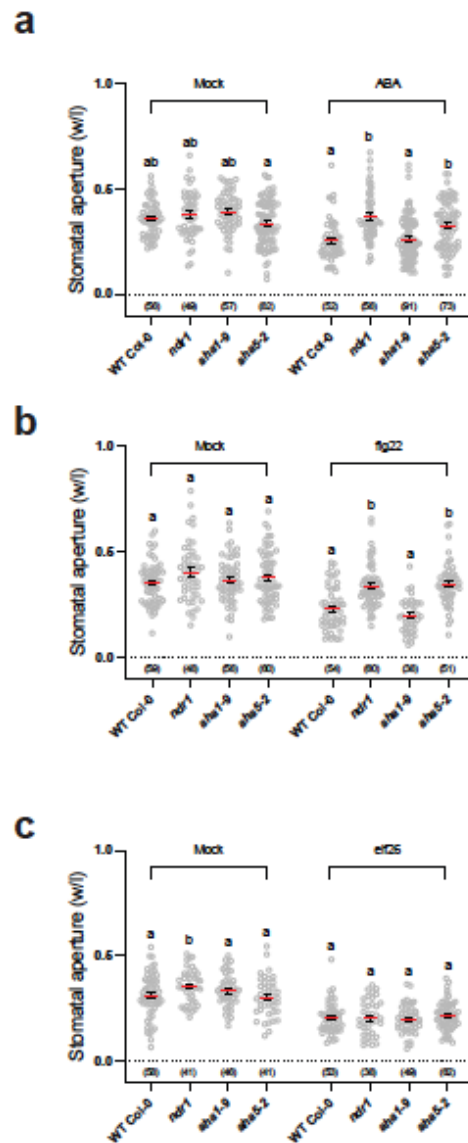 a
Mock ABA
1.0
ab ab ab a a b a b
0.5
Stomatal aperture (w/l)
0.0
WT Col-0 ndr1 aha1-9 aha5-2 WT Col-0 ndr1 aha1-9 aha5-2
b
Mock flg22
1.0
a a a a a b a b
0.5
Stomatal aperture (w/l)
0.0
WT Col-0 ndr1 aha1-9 aha5-2 WT Col-0 ndr1 aha1-9 aha5-2
c
Mock elf26
1.0
a b a a a a a a
0.5
Stomatal aperture (w/l)
0.0
WT Col-0 ndr1 aha1-9 aha5-2 WT Col-0 ndr1 aha1-9 aha5-2